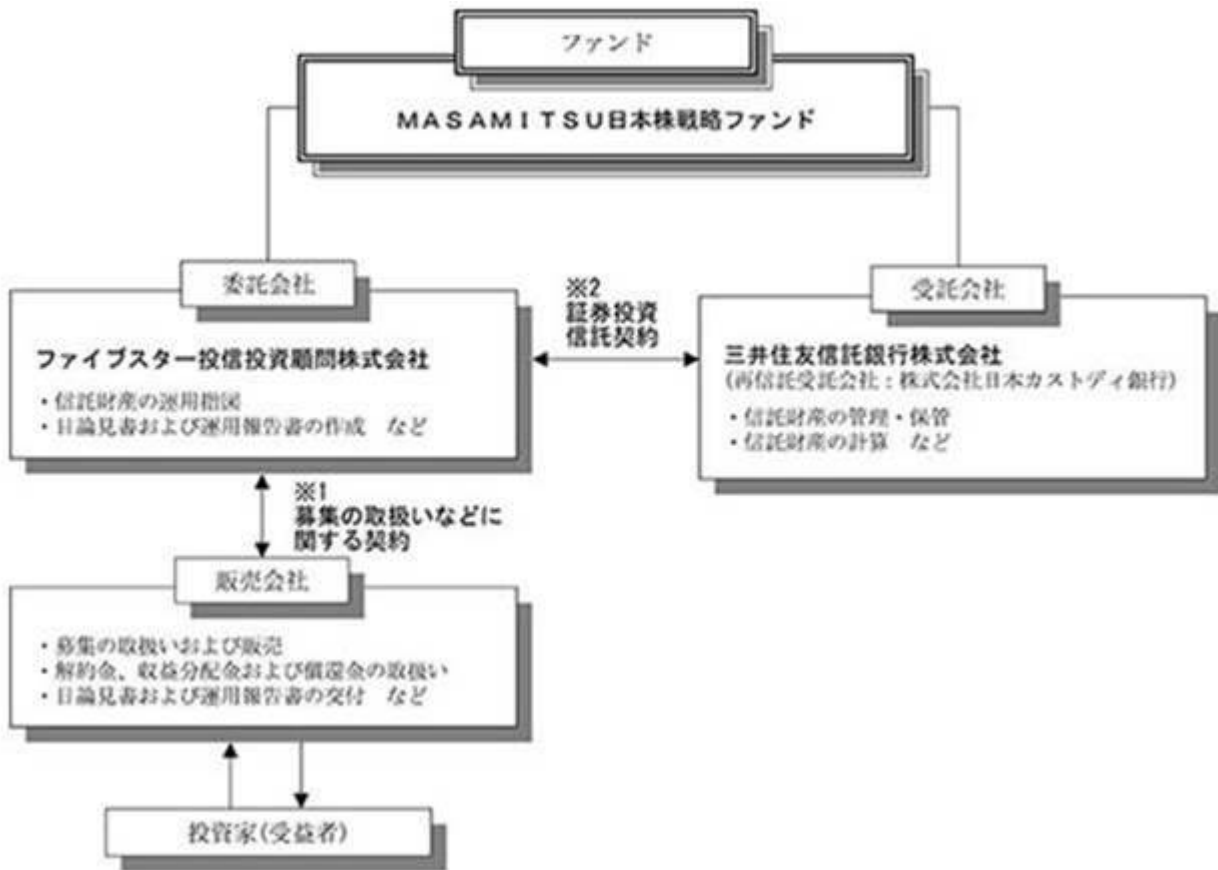 ファンド
MASAMITSU日本株戦略ファンド
委託会社
ファイブスター投信投資顧問株式会社
・信託財産の運用指図
・目論見書および運用報告書の作成　など
※2
証券投資
信託契約
受託会社
三井住友信託銀行株式会社
(再信託受託会社：株式会社日本カストディ銀行)
・信託財産の管理・保管
・信託財産の計算　など
※1
募集の取扱いなどに
関する契約
販売会社
・募集の取扱いおよび販売
・解約金、収益分配金および償還金の取扱い
・目論見書および運用報告書の交付　など
投資家(受益者)